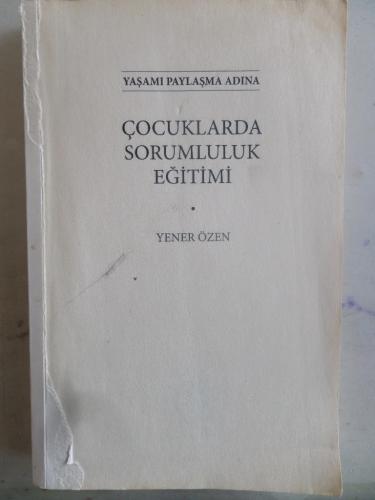 YAŞAMI PAYLAŞMA ADINA
ÇOCUKLARDA
SORUMLULUK
EĞİTİMİ
•
YENER ÖZEN